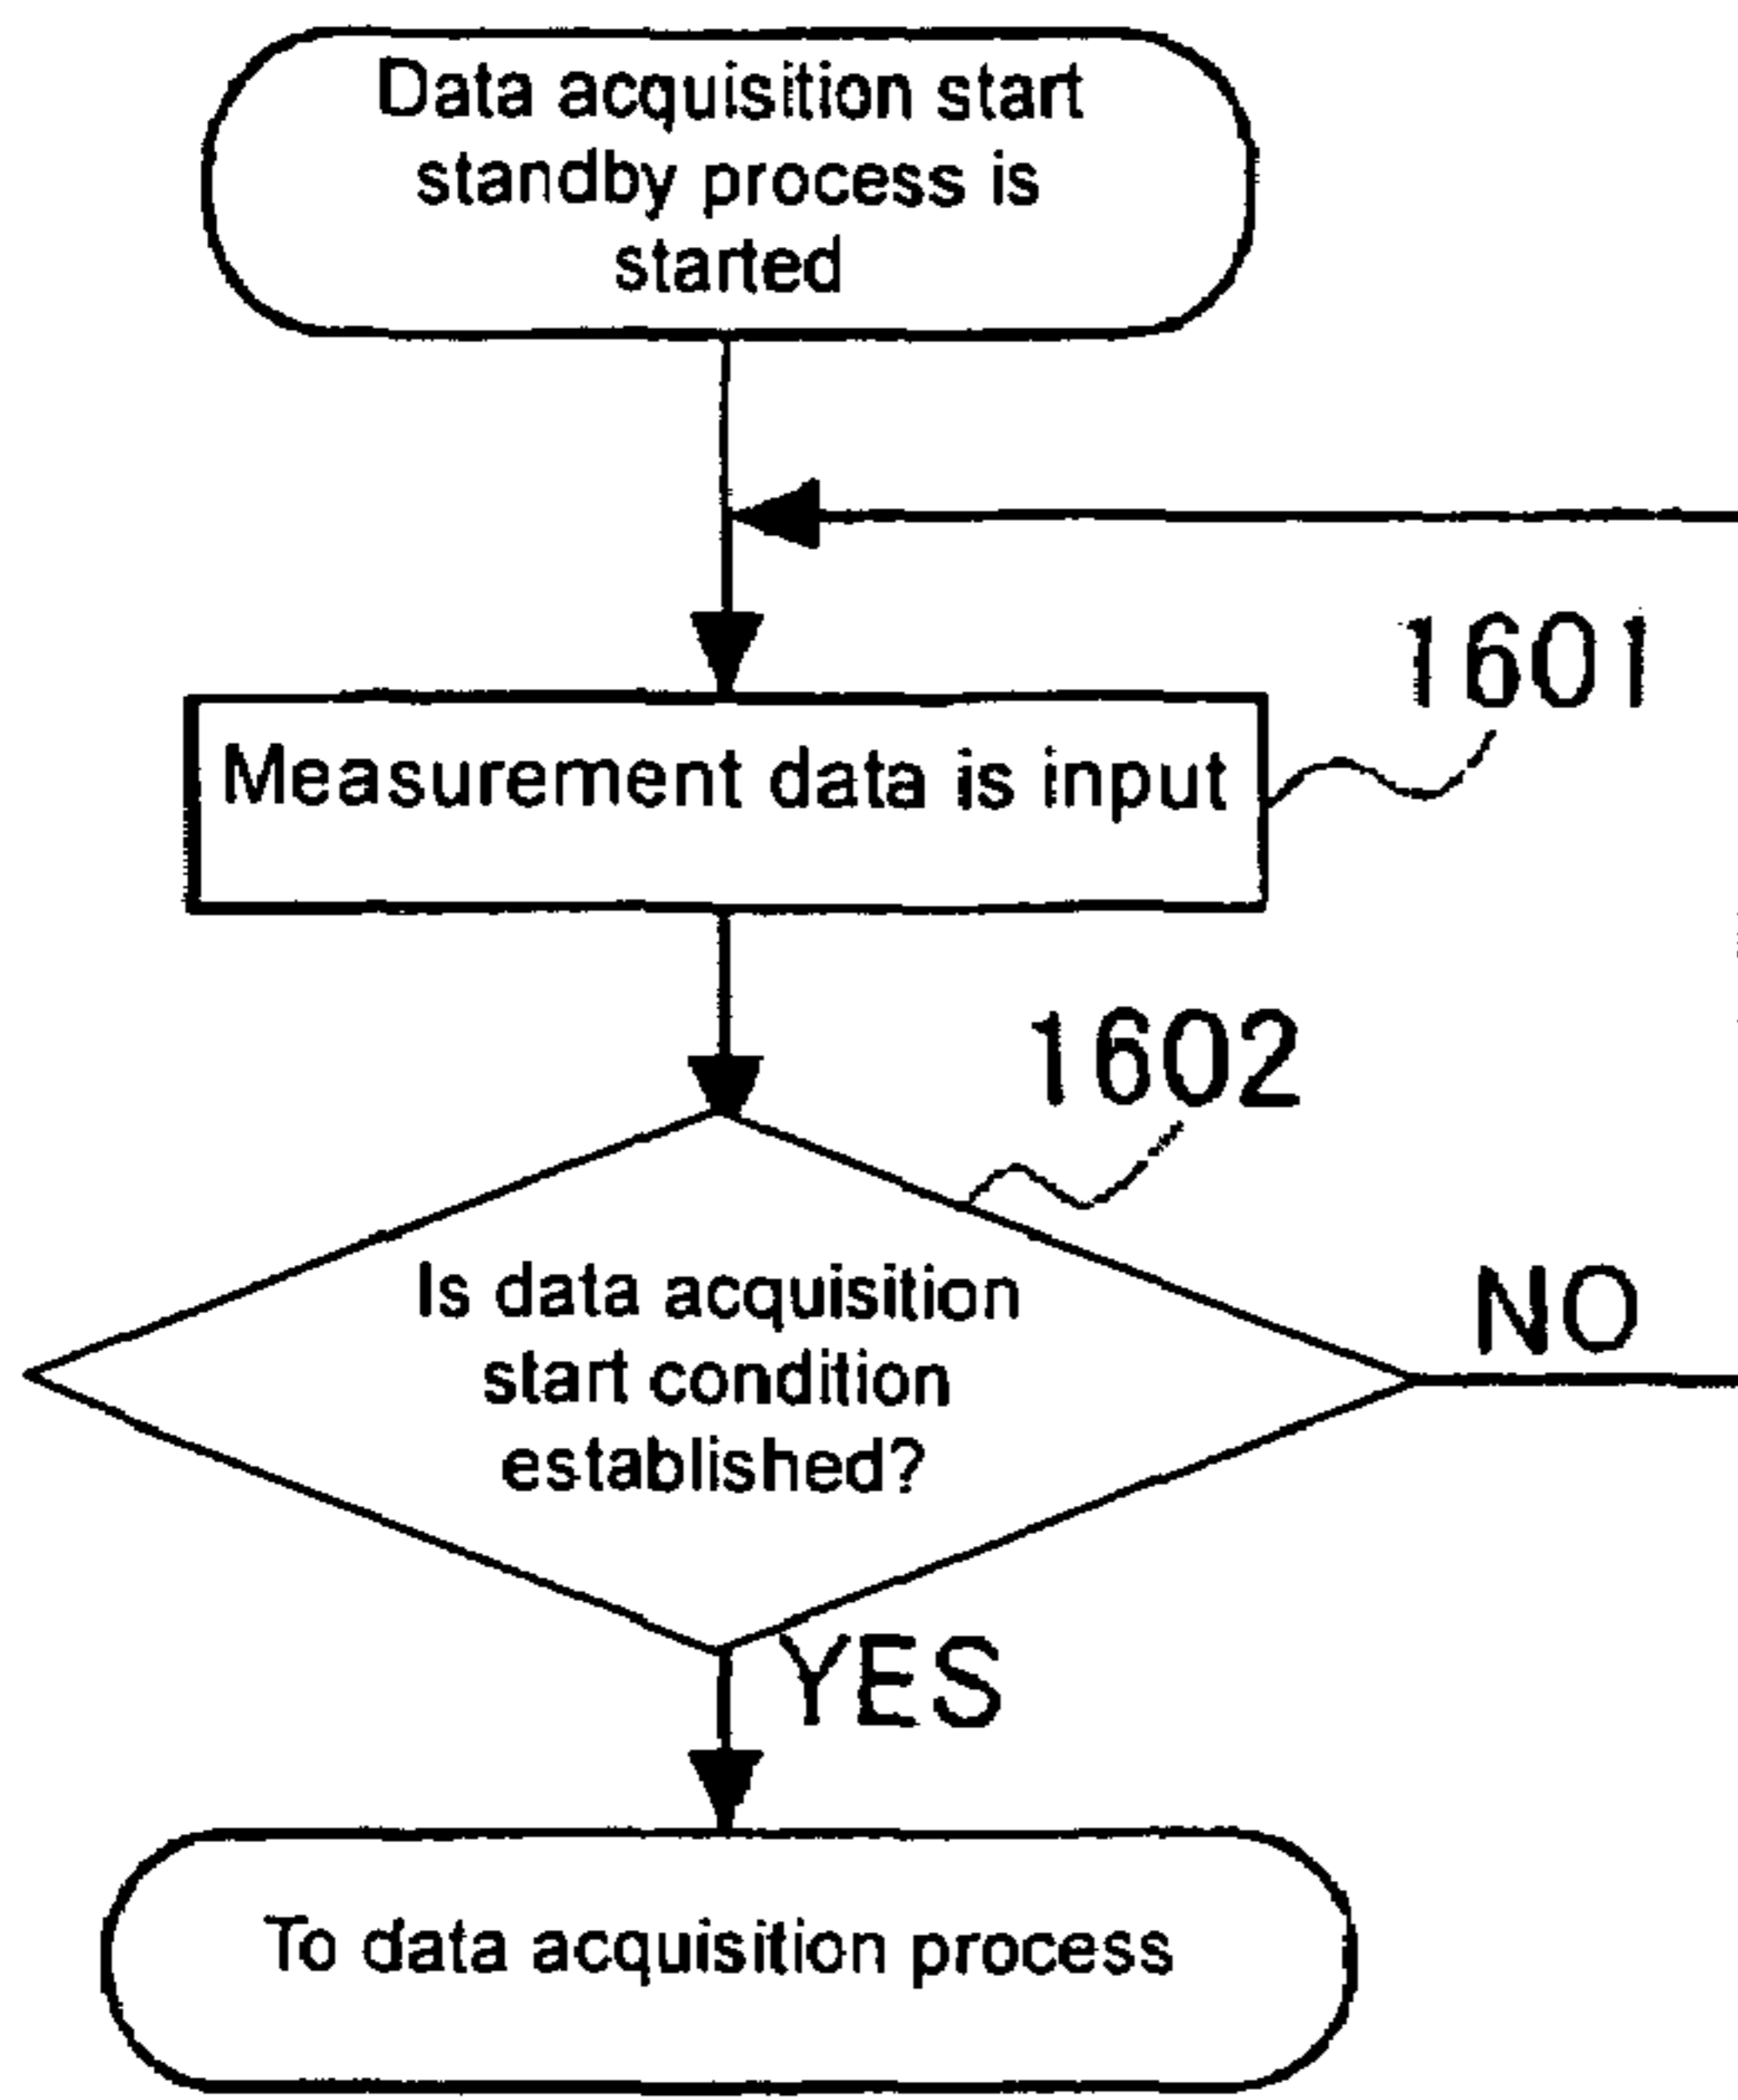 Data acquisition start
standby process is
started
1601
Measurement data is input
1602
Is data acquisition
start condition
established?
NO
YES
To data acquisition process